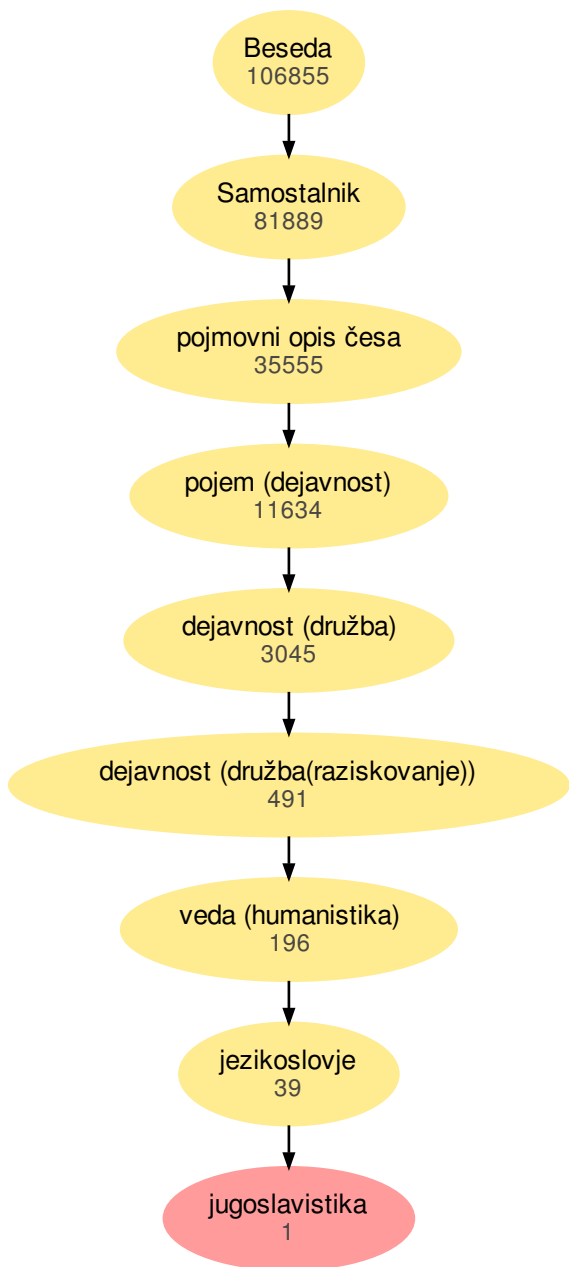 Beseda
106855
Samostalnik
81889
pojmovni opis česa
35555
pojem (dejavnost)
11634
dejavnost (družba)
3045
dejavnost (družba(raziskovanje))
491
veda (humanistika)
196
jezikoslovje
39
jugoslavistika
1